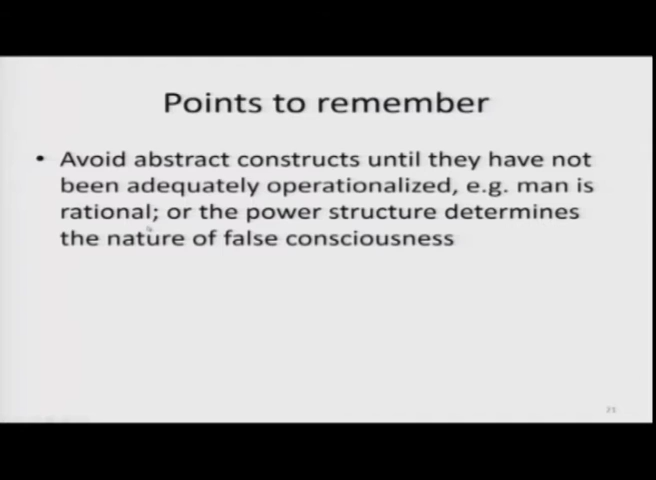 Points to remember
• Avoid abstract constructs until they have not
been adequately operationalized, e.g. man is
rational; or the power structure determines
the nature of false consciousness